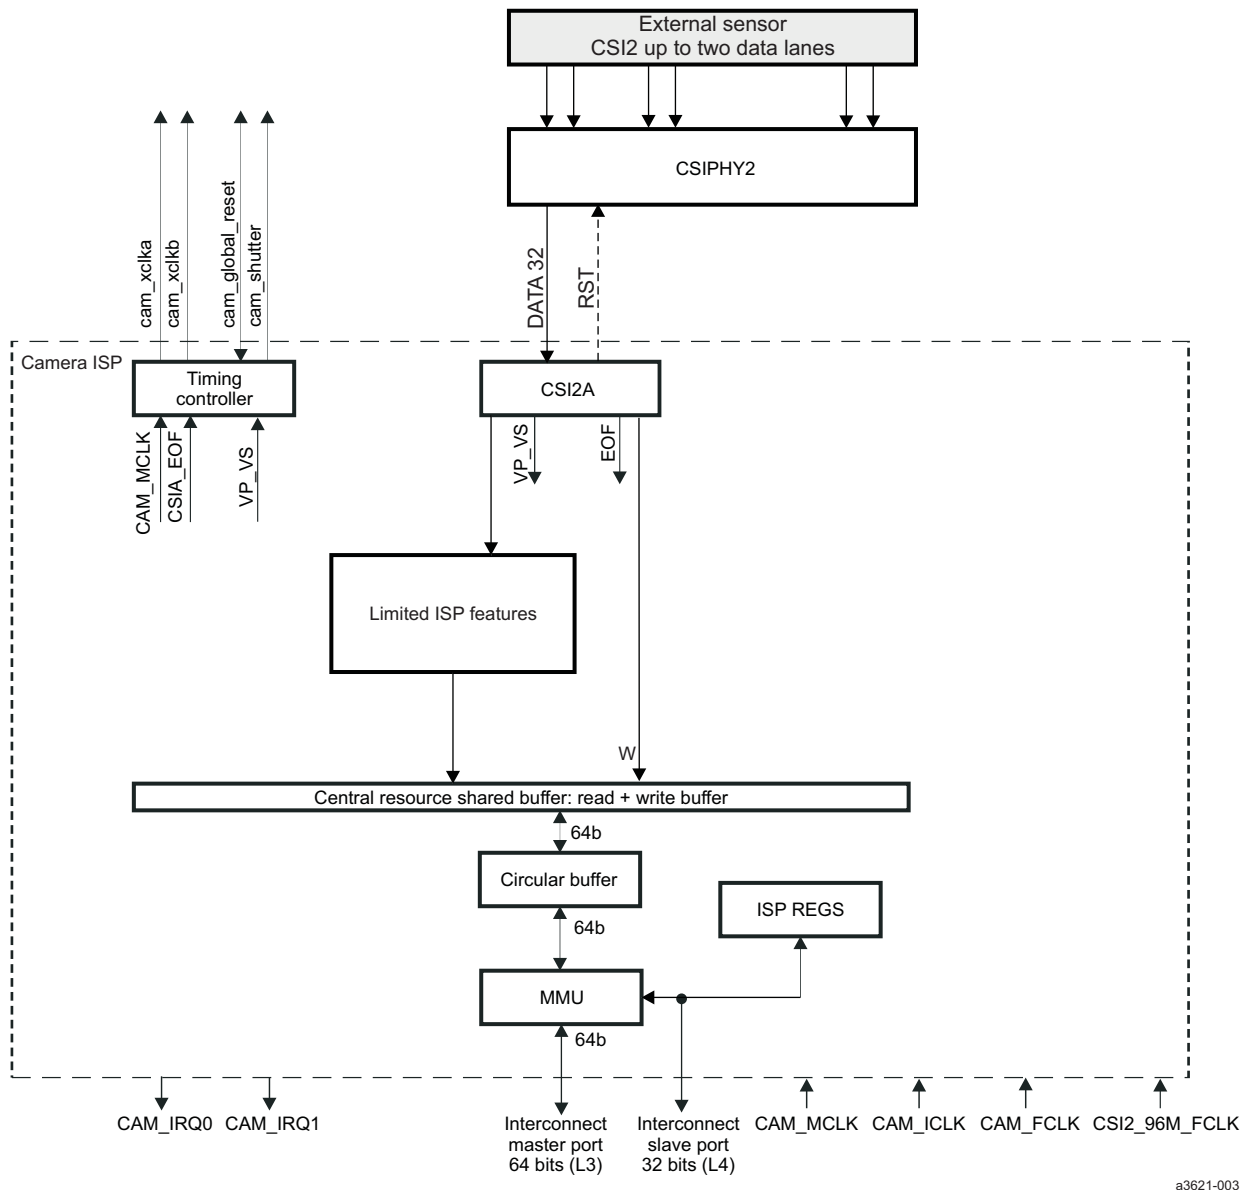 External sensor
CSI2 up to two data lanes
CSIPHY2
cam_xclka
cam_xclkb
cam_global_reset
cam_shutter
DATA 32
RST
Camera ISP
Timing
controller
CSI2A
CAM_MCLK
CSIA_EOF
VP_VS
VP_VS
EOF
Limited ISP features
W
Central resource shared buffer: read + write buffer
64b
Circular buffer
ISP REGS
64b
MMU
64b
CAM_IRQ0
CAM_IRQ1
Interconnect
master port
64 bits (L3)
Interconnect
slave port
32 bits (L4)
CAM_MCLK
CAM_ICLK
CAM_FCLK
CSI2_96M_FCLK
a3621-003